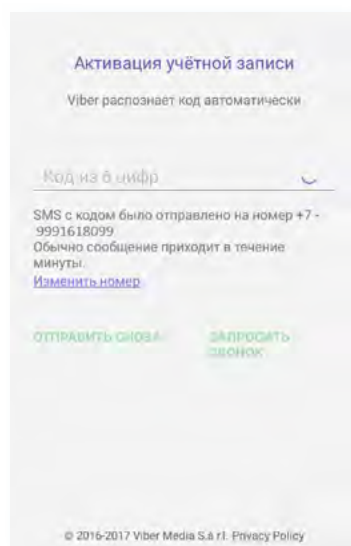 Активация учётной записи
Viber распознает код автоматически
Код из 6 цифр
SMS с кодом было отправлено на номер +7 -
9991618099
Обычно сообщение приходит в течение
минуты.
Изменить номер
ОТПРАВИТЬ СНОВА
ЗАПРОСИТЬ
ЗВОНОК
© 2016-2017 Viber Media S.à r.l. Privacy Policy